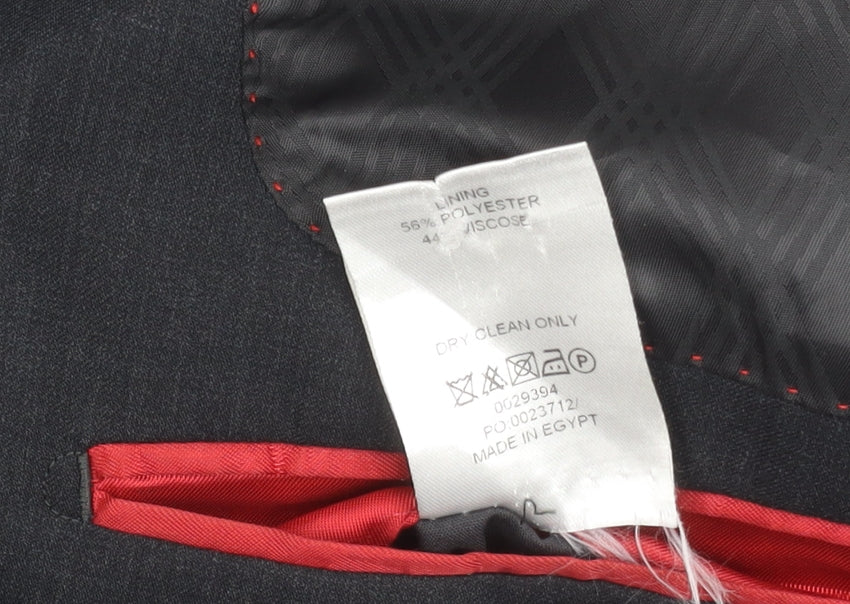 LINING
56% POLYESTER
44% VISCOSE
DRY CLEAN ONLY
P
0029394
PO:0023712/
MADE IN EGYPT
R